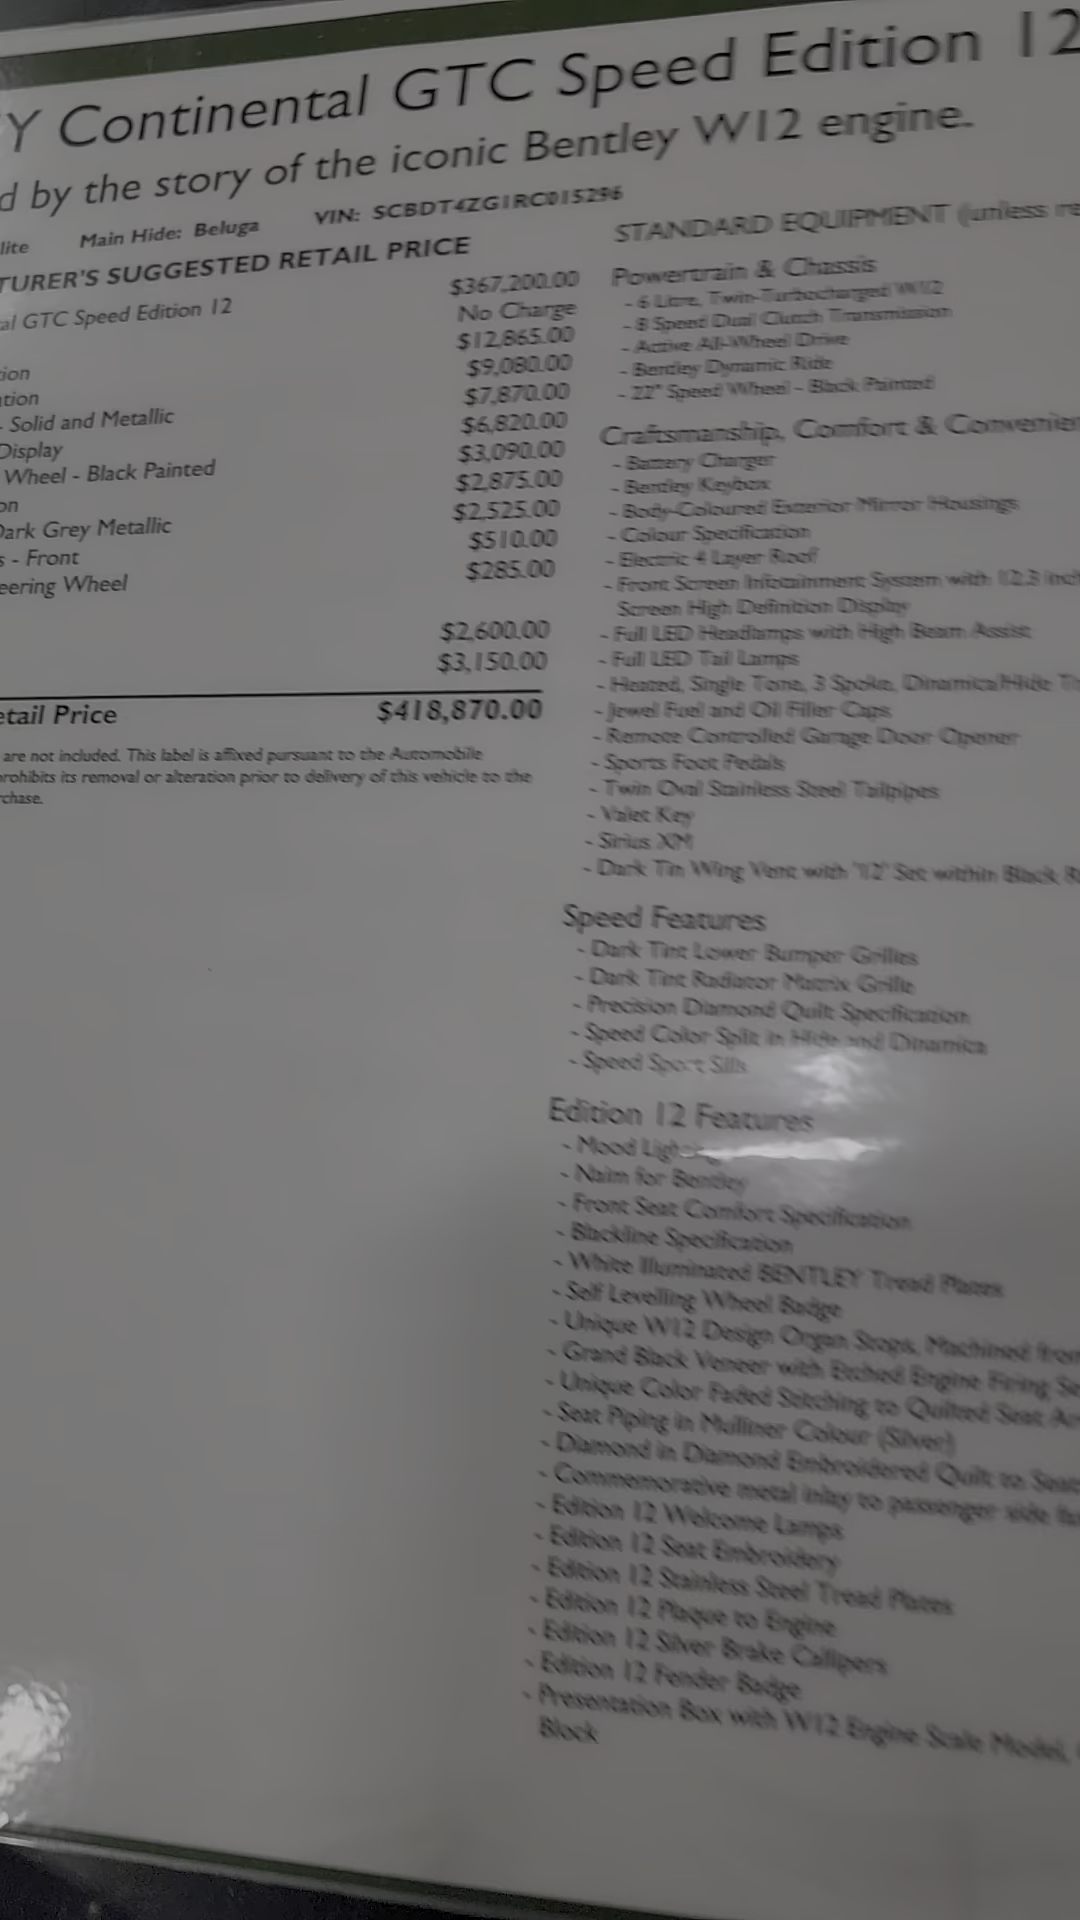 Y Continental GTC Speed Edition 12
d by the story of the iconic Bentley W12 engine.
lite Main Hide: Beluga VIN: SCBDT4ZG1RC015296
TURER'S SUGGESTED RETAIL PRICE
al GTC Speed Edition 12 $367,200.00
No Charge
$12,865.00
ion $9,080.00
ation $7,870.00
- Solid and Metallic $6,820.00
Display $3,090.00
Wheel - Black Painted $2,875.00
on $2,525.00
Dark Grey Metallic $510.00
s - Front $285.00
eering Wheel
$2,600.00
$3,150.00
etail Price $418,870.00
are not included. This label is affixed pursuant to the Automobile
prohibits its removal or alteration prior to delivery of this vehicle to the
rchase.
STANDARD EQUIPMENT (unless re
Powertrain & Chassis
- 6 Litre, Twin-Turbocharged W12
- 8 Speed Dual Clutch Transmission
- Active All-Wheel Drive
- Bentley Dynamic Ride
- 22" Speed Wheel - Black Painted
Craftsmanship, Comfort & Convenien
- Battery Charger
- Bentley Keybox
- Body-Coloured Exterior Mirror Housings
- Colour Specification
- Electric 4 Layer Roof
- Front Screen Infotainment System with 12.3 inch
Screen High Definition Display
- Full LED Headlamps with High Beam Assist
- Full LED Tail Lamps
- Heated, Single Tone, 3 Spoke, Dinamica/Hide T
- Jewel Fuel and Oil Filler Caps
- Remote Controlled Garage Door Opener
- Sports Foot Pedals
- Twin Oval Stainless Steel Tailpipes
- Valet Key
- Sirius XM
- Dark Tin Wing Vent with '12' Set within Black R
Speed Features
- Dark Tint Lower Bumper Grilles
- Dark Tint Radiator Matrix Grille
- Precision Diamond Quilt Specification
- Speed Color Split in Hide and Dinamica
- Speed Sport Sills
Edition 12 Features
- Mood Lighting
- Naim for Bentley
- Front Seat Comfort Specification
- Blackline Specification
- White Illuminated BENTLEY Tread Plates
- Self Levelling Wheel Badge
- Unique W12 Design Organ Stops, Machined from
- Grand Black Veneer with Etched Engine Firing Se
- Unique Color Faded Stitching to Quilted Seat A
- Seat Piping in Mulliner Colour (Silver)
- Diamond in Diamond Embroidered Quilt to Seat
- Commemorative metal inlay to passenger side fa
- Edition 12 Welcome Lamps
- Edition 12 Seat Embroidery
- Edition 12 Stainless Steel Tread Plates
- Edition 12 Plaque to Engine
- Edition 12 Silver Brake Callipers
- Edition 12 Fender Badge
- Presentation Box with W12 Engine Scale Model,
Block